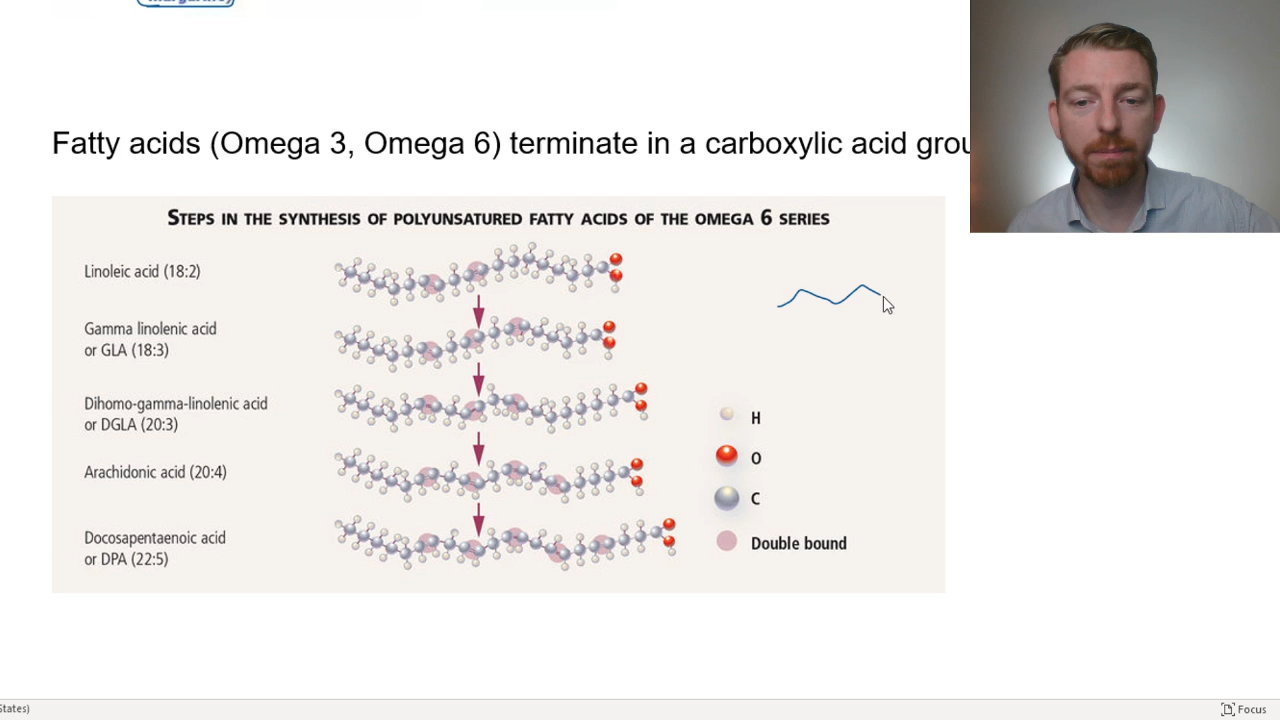 Fatty acids (Omega 3, Omega 6) terminate in a carboxylic acid grou
STEPS IN THE SYNTHESIS OF POLYUNSATURED FATTY ACIDS OF THE OMEGA 6 SERIES
Linoleic acid (18:2)
Gamma linolenic acid
or GLA (18:3)
Dihomo-gamma-linolenic acid
or DGLA (20:3)
Arachidonic acid (20:4)
Docosapentaenoic acid
or DPA (22:5)
H
O
C
Double bound
States)
Focus